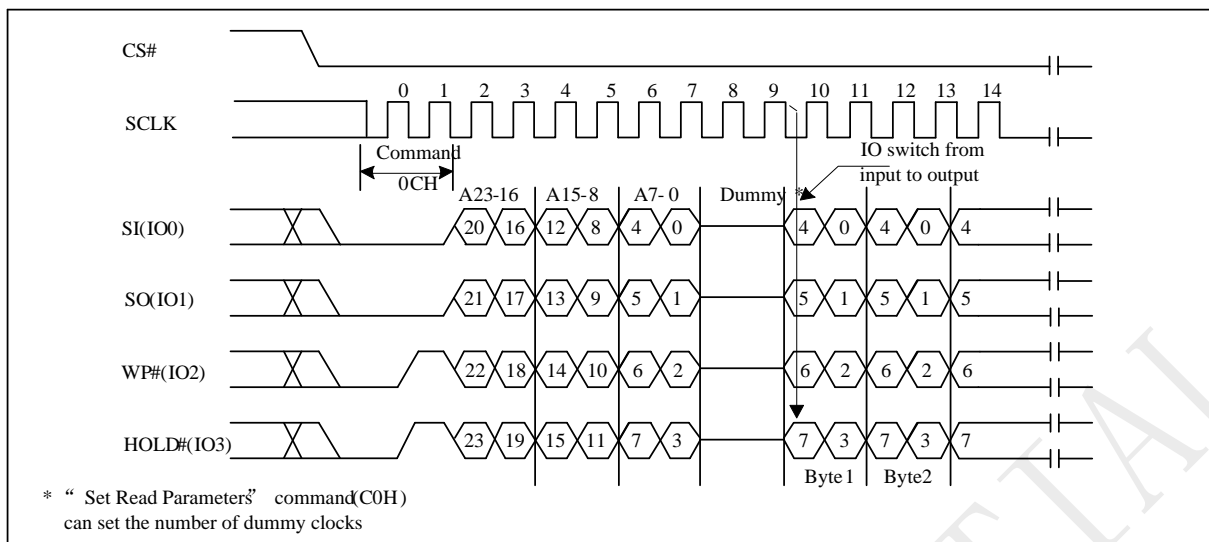 CS#
0 1 2 3 4 5 6 7 8 9 10 11 12 13 14
SCLK
Command
0CH
IO switch from
input to output
A23-16 A15-8 A7-0 Dummy *
SI(IO0) 20 16 12 8 4 0 4 0 4 0 4
SO(IO1) 21 17 13 9 5 1 5 1 5 1 5
WP#(IO2) 22 18 14 10 6 2 6 2 6 2 6
HOLD#(IO3) 23 19 15 11 7 3 7 3 7 3 7
Byte1 Byte2
* “ Set Read Parameters” command(C0H)
can set the number of dummy clocks
TIAL